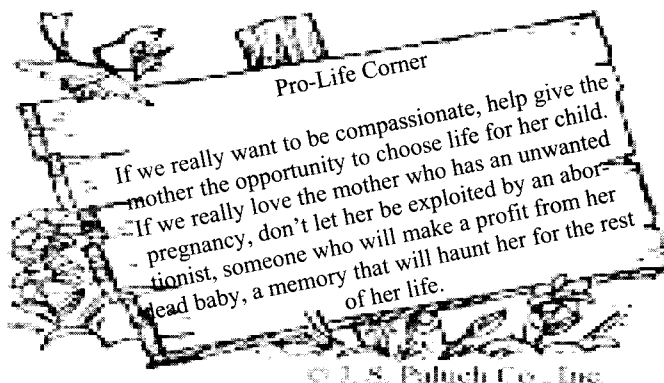 Pro-Life Corner
If we really want to be compassionate, help give the
mother the opportunity to choose life for her child.
If we really love the mother who has an unwanted
pregnancy, don't let her be exploited by an abor-
tionist, someone who will make a profit from her
dead baby, a memory that will haunt her for the rest
of her life.
© J. S. Paluch Co., Inc.